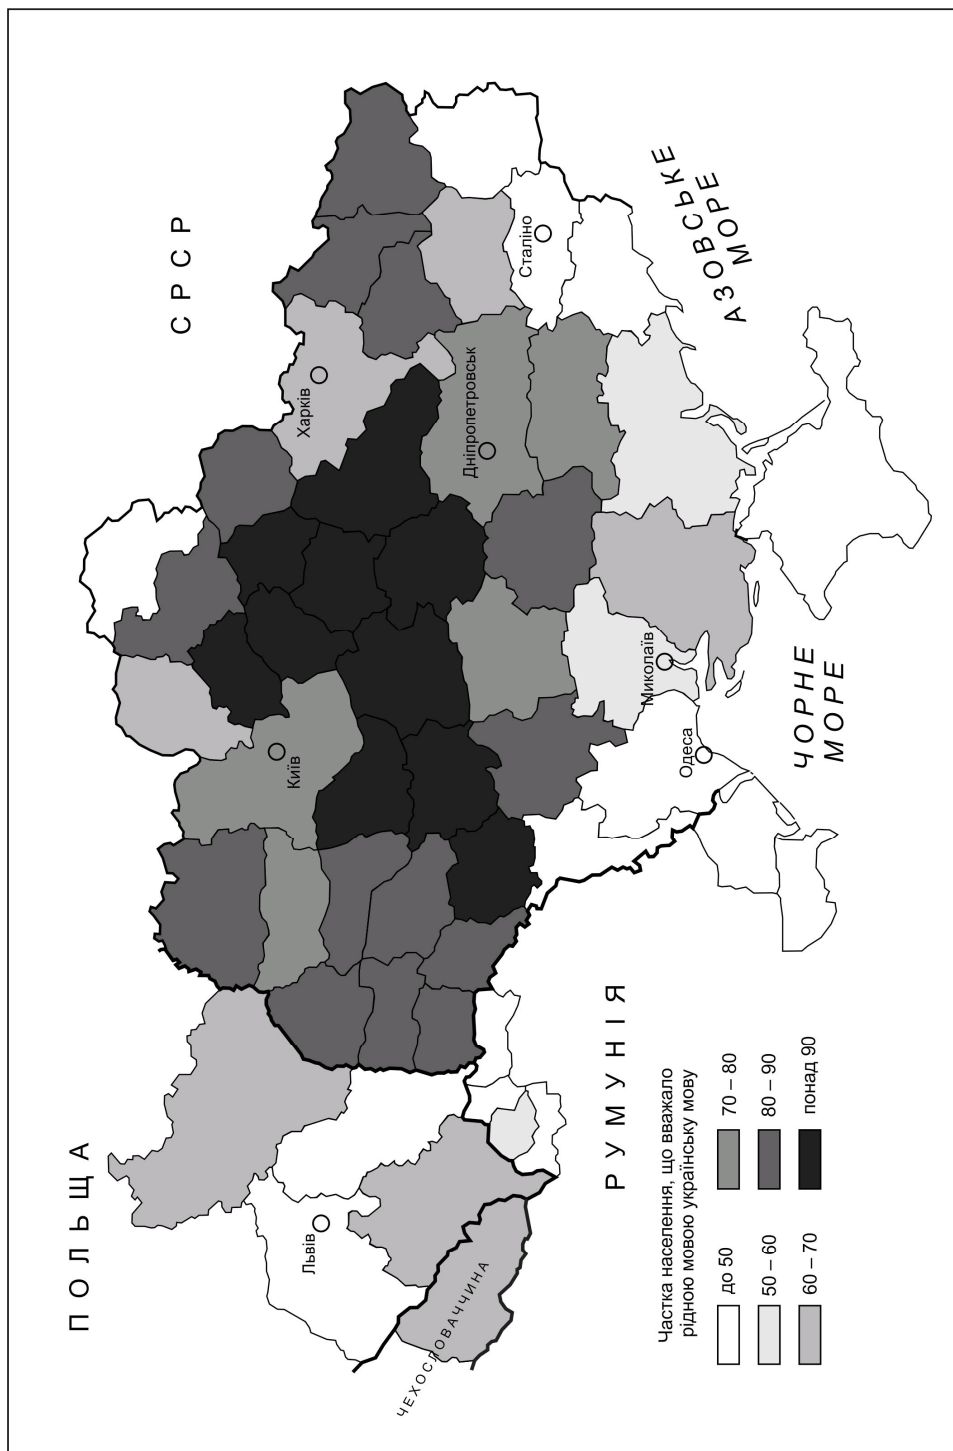 ПОЛЬЩА
СРСР
Київ
Харків
Львів
Дніпропетровськ
Сталіно
ЧЕХОСЛОВАЧЧИНА
РУМУНІЯ
Миколаїв
Одеса
АЗОВСЬКЕ
МОРЕ
ЧОРНЕ
МОРЕ
Частка населення, що вважало
рідною мовою українську мову
до 50
70 – 80
50 – 60
80 – 90
60 – 70
понад 90